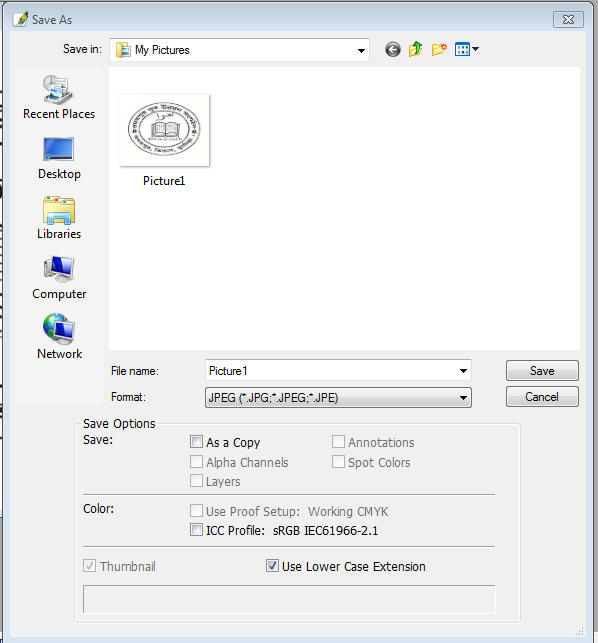 Save As
Save in: My Pictures
Recent Places
Desktop
Libraries
Computer
Network
Picture1
File name: Picture1 Save
Format: JPEG (*.JPG;*.JPEG;*.JPE) Cancel
Save Options
Save: As a Copy Annotations
Alpha Channels Spot Colors
Layers
Color: Use Proof Setup: Working CMYK
ICC Profile: sRGB IEC61966-2.1
Thumbnail Use Lower Case Extension